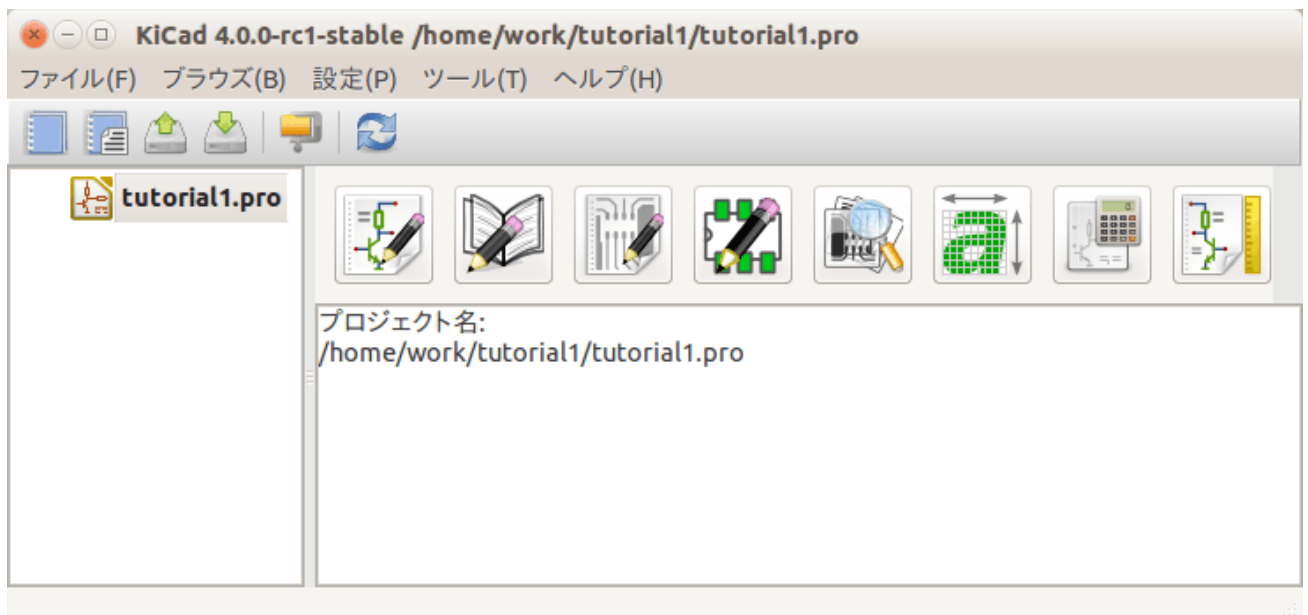 KiCad 4.0.0-rc1-stable /home/work/tutorial1/tutorial1.pro
ファイル(F) ブラウズ(B) 設定(P) ツール(T) ヘルプ(H)
tutorial1.pro
プロジェクト名:
/home/work/tutorial1/tutorial1.pro